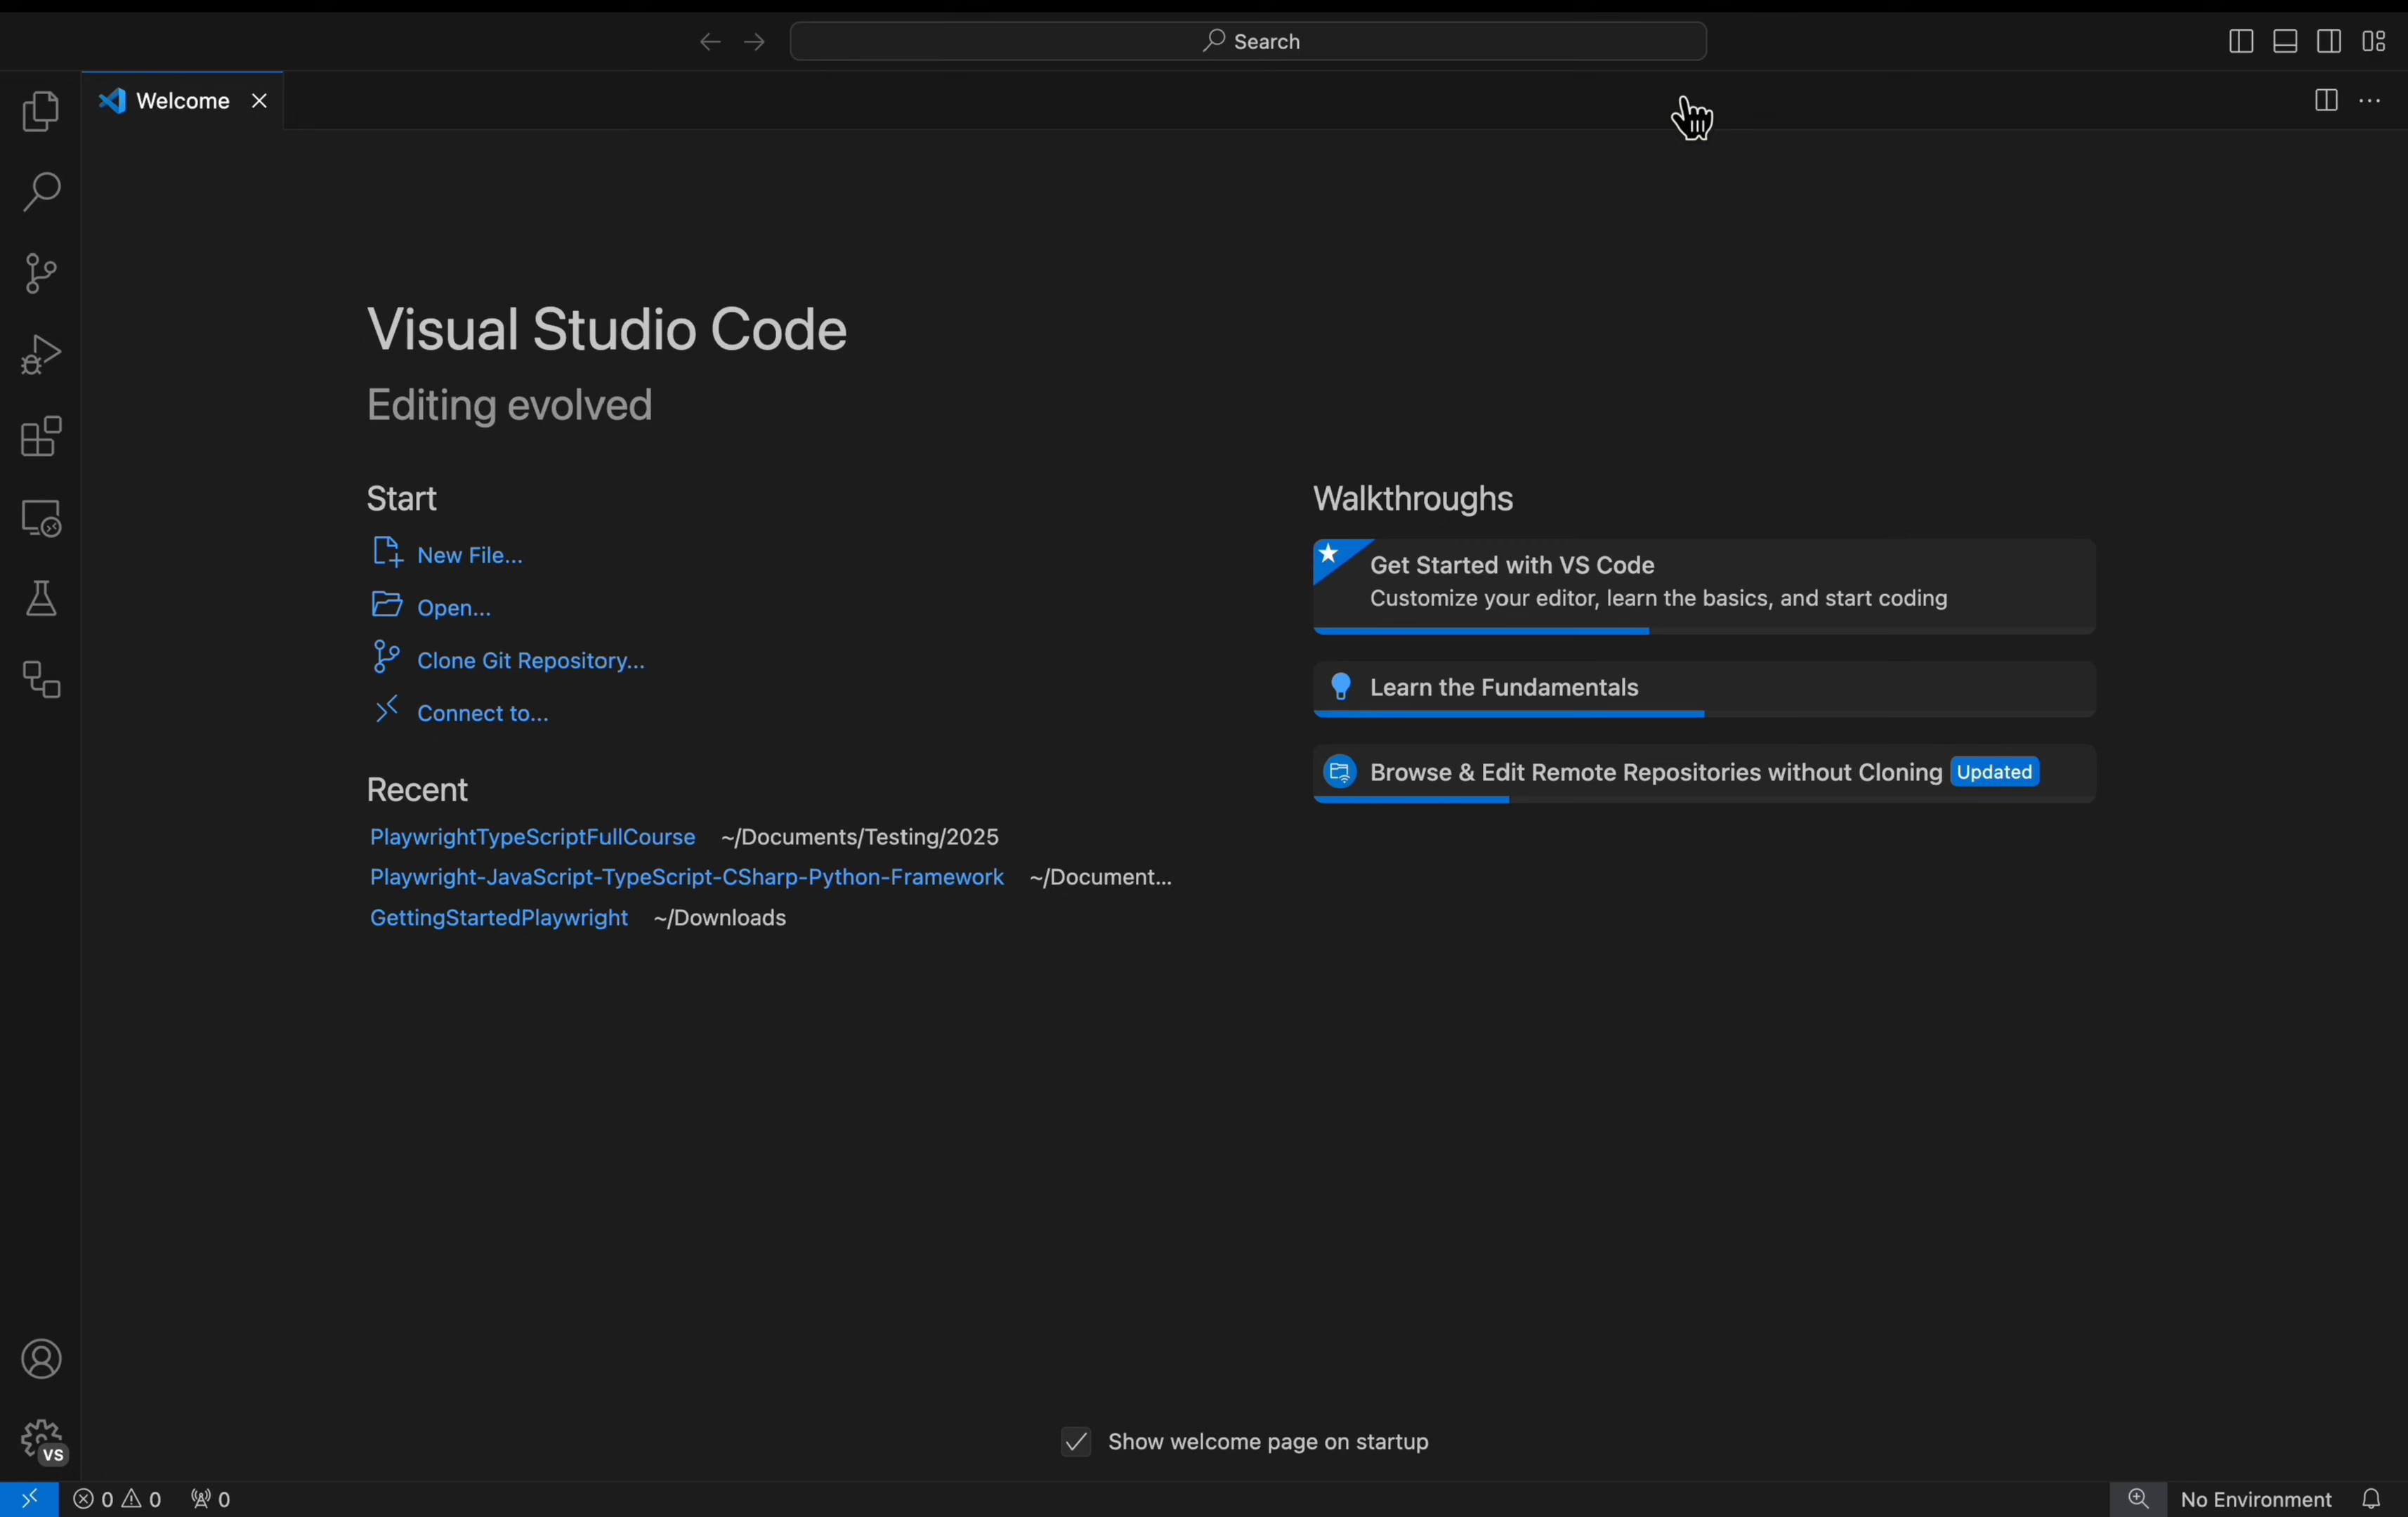 Search
Welcome
Visual Studio Code
Editing evolved
Start
New File...
Open...
Clone Git Repository...
Connect to...
Recent
PlaywrightTypeScriptFullCourse ~/Documents/Testing/2025
Playwright-JavaScript-TypeScript-CSharp-Python-Framework ~/Document...
GettingStartedPlaywright ~/Downloads
Walkthroughs
Get Started with VS Code
Customize your editor, learn the basics, and start coding
Learn the Fundamentals
Browse & Edit Remote Repositories without Cloning Updated
Show welcome page on startup
VS
0 0 0
No Environment